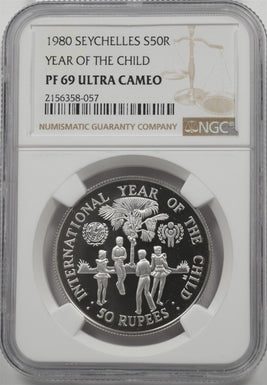 1980 SEYCHELLES S50R
YEAR OF THE CHILD
PF 69 ULTRA CAMEO
2156358-057
NUMISMATIC GUARANTY COMPANY
NGC
INTERNATIONAL YEAR OF THE CHILD
50 RUPEES